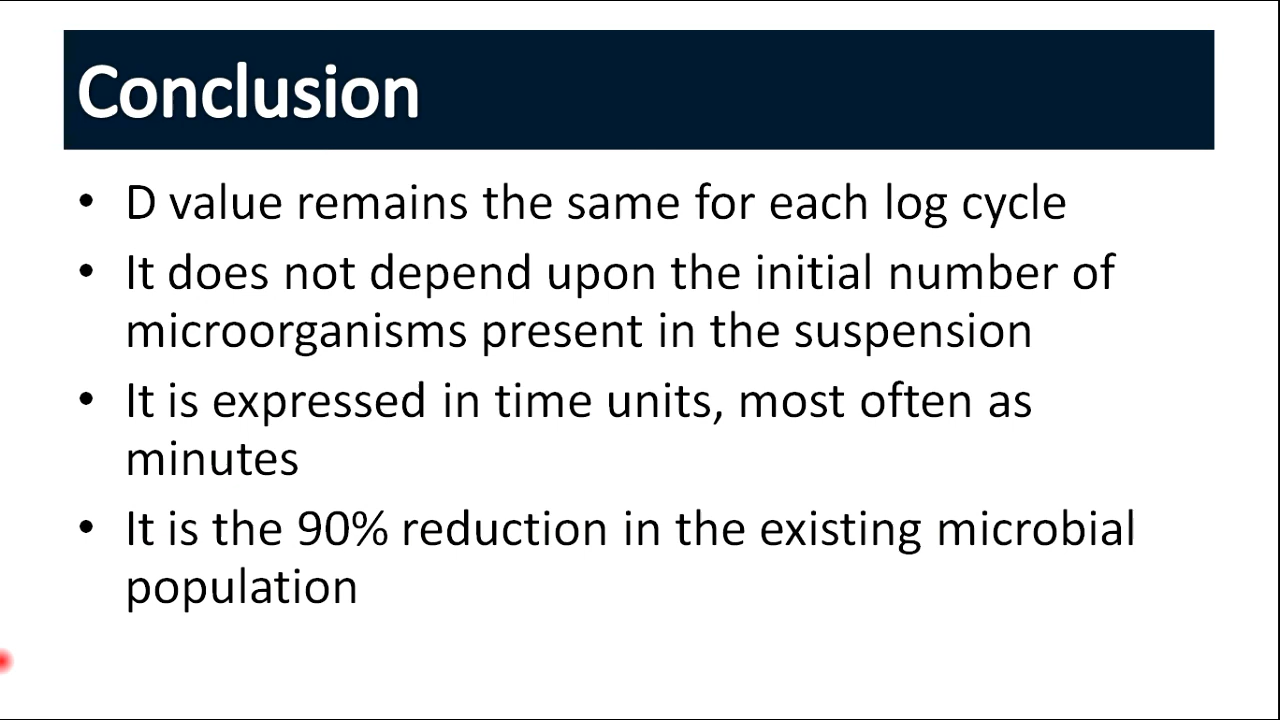 Conclusion
• D value remains the same for each log cycle
• It does not depend upon the initial number of
microorganisms present in the suspension
• It is expressed in time units, most often as
minutes
• It is the 90% reduction in the existing microbial
population